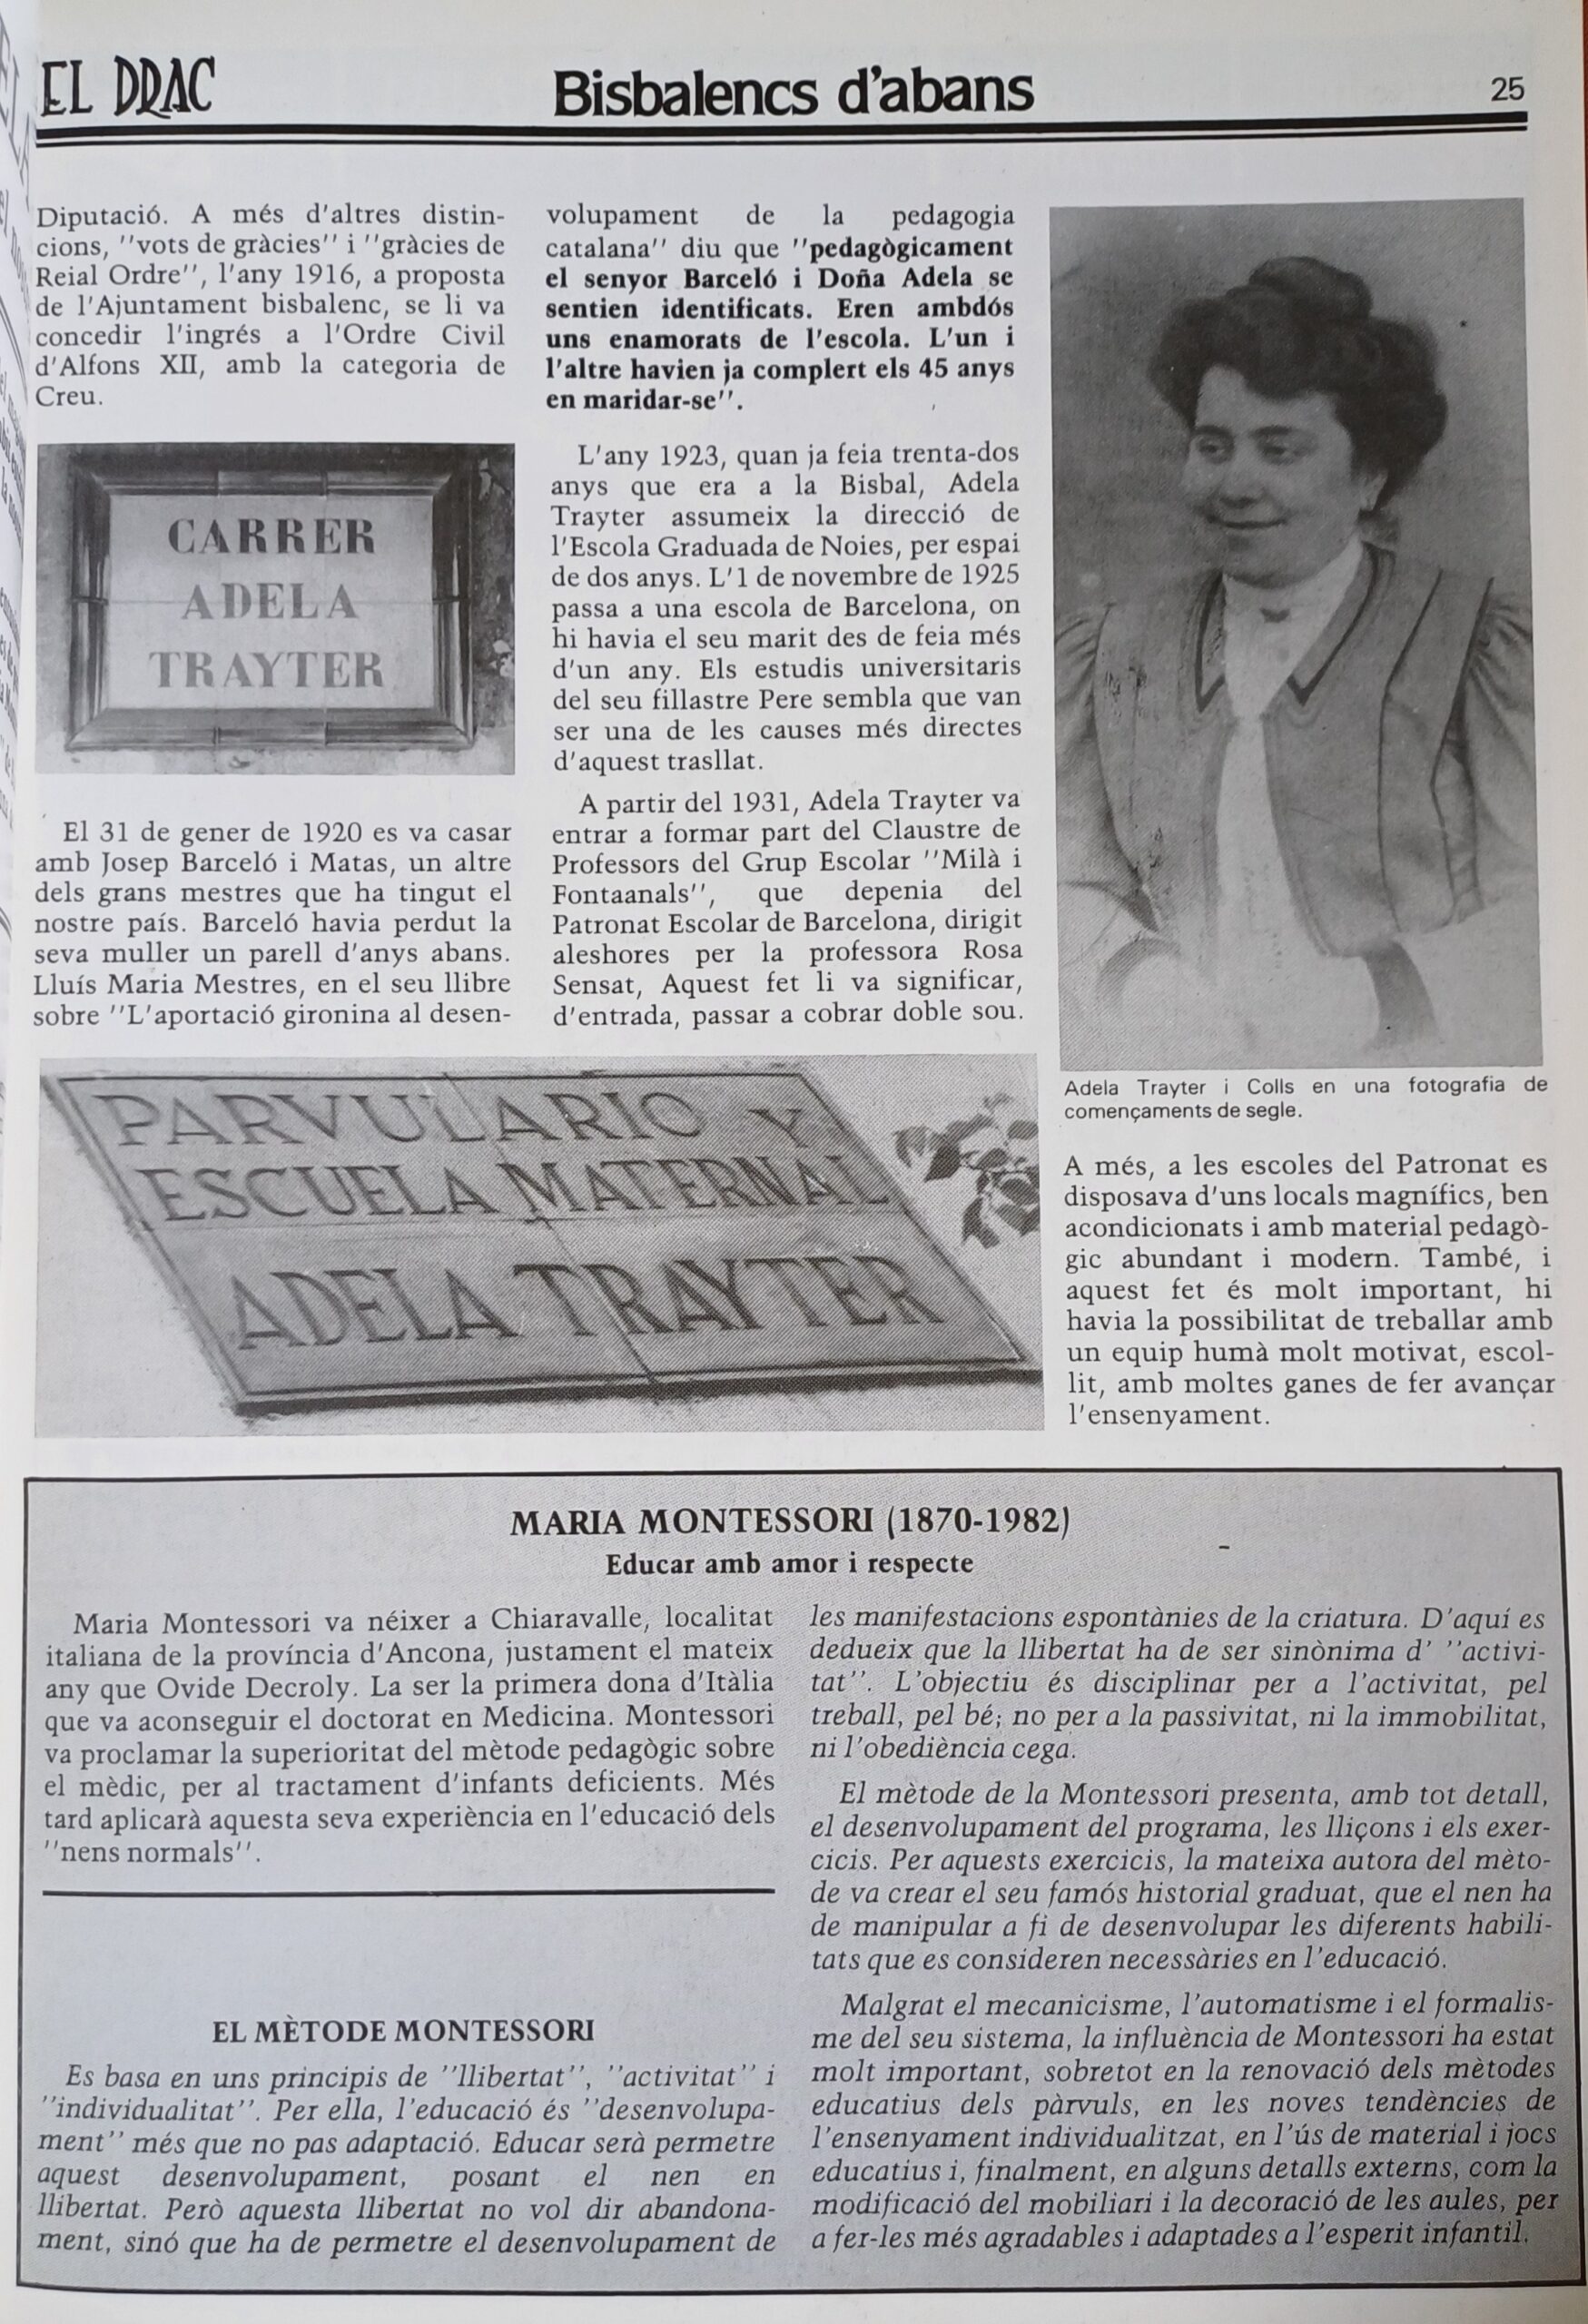 EL DRAC
Bisbalencs d'abans
25
Diputació. A més d'altres distin-
cions, ''vots de gràcies'' i ''gràcies de
Reial Ordre'', l'any 1916, a proposta
de l'Ajuntament bisbalenc, se li va
concedir l'ingrés a l'Ordre Civil
d'Alfons XII, amb la categoria de
Creu.
CARRER
ADELA
TRAYTER
El 31 de gener de 1920 es va casar
amb Josep Barceló i Matas, un altre
dels grans mestres que ha tingut el
nostre país. Barceló havia perdut la
seva muller un parell d'anys abans.
Lluís Maria Mestres, en el seu llibre
sobre ''L'aportació gironina al desen-
volupament de la pedagogia
catalana'' diu que ''pedagògicament
el senyor Barceló i Doña Adela se
sentien identificats. Eren ambdós
uns enamorats de l'escola. L'un i
l'altre havien ja complert els 45 anys
en maridar-se''.
L'any 1923, quan ja feia trenta-dos
anys que era a la Bisbal, Adela
Trayter assumeix la direcció de
l'Escola Graduada de Noies, per espai
de dos anys. L'1 de novembre de 1925
passa a una escola de Barcelona, on
hi havia el seu marit des de feia més
d'un any. Els estudis universitaris
del seu fillastre Pere sembla que van
ser una de les causes més directes
d'aquest trasllat.
A partir del 1931, Adela Trayter va
entrar a formar part del Claustre de
Professors del Grup Escolar ''Milà i
Fontaanals'', que depenia del
Patronat Escolar de Barcelona, dirigit
aleshores per la professora Rosa
Sensat, Aquest fet li va significar,
d'entrada, passar a cobrar doble sou.
PARVULARIO Y
ESCUELA MATERNAL
ADELA TRAYTER
Adela Trayter i Colls en una fotografia de
començaments de segle.
A més, a les escoles del Patronat es
disposava d'uns locals magnífics, ben
acondicionats i amb material pedagò-
gic abundant i modern. També, i
aquest fet és molt important, hi
havia la possibilitat de treballar amb
un equip humà molt motivat, escol-
lit, amb moltes ganes de fer avançar
l'ensenyament.
MARIA MONTESSORI (1870-1982)
Educar amb amor i respecte
Maria Montessori va néixer a Chiaravalle, localitat
italiana de la província d'Ancona, justament el mateix
any que Ovide Decroly. La ser la primera dona d'Itàlia
que va aconseguir el doctorat en Medicina. Montessori
va proclamar la superioritat del mètode pedagògic sobre
el mèdic, per al tractament d'infants deficients. Més
tard aplicarà aquesta seva experiència en l'educació dels
''nens normals''.
EL MÈTODE MONTESSORI
Es basa en uns principis de ''llibertat'', ''activitat'' i
''individualitat''. Per ella, l'educació és ''desenvolupa-
ment'' més que no pas adaptació. Educar serà permetre
aquest desenvolupament, posant el nen en
llibertat. Però aquesta llibertat no vol dir abandona-
ment, sinó que ha de permetre el desenvolupament de
les manifestacions espontànies de la criatura. D'aquí es
dedueix que la llibertat ha de ser sinònima d' ''activi-
tat''. L'objectiu és disciplinar per a l'activitat, pel
treball, pel bé; no per a la passivitat, ni la immobilitat,
ni l'obediència cega.
El mètode de la Montessori presenta, amb tot detall,
el desenvolupament del programa, les lliçons i els exer-
cicis. Per aquests exercicis, la mateixa autora del mèto-
de va crear el seu famós historial graduat, que el nen ha
de manipular a fi de desenvolupar les diferents habili-
tats que es consideren necessàries en l'educació.
Malgrat el mecanicisme, l'automatisme i el formalis-
me del seu sistema, la influència de Montessori ha estat
molt important, sobretot en la renovació dels mètodes
educatius dels pàrvuls, en les noves tendències de
l'ensenyament individualitzat, en l'ús de material i jocs
educatius i, finalment, en alguns detalls externs, com la
modificació del mobiliari i la decoració de les aules, per
a fer-les més agradables i adaptades a l'esperit infantil.